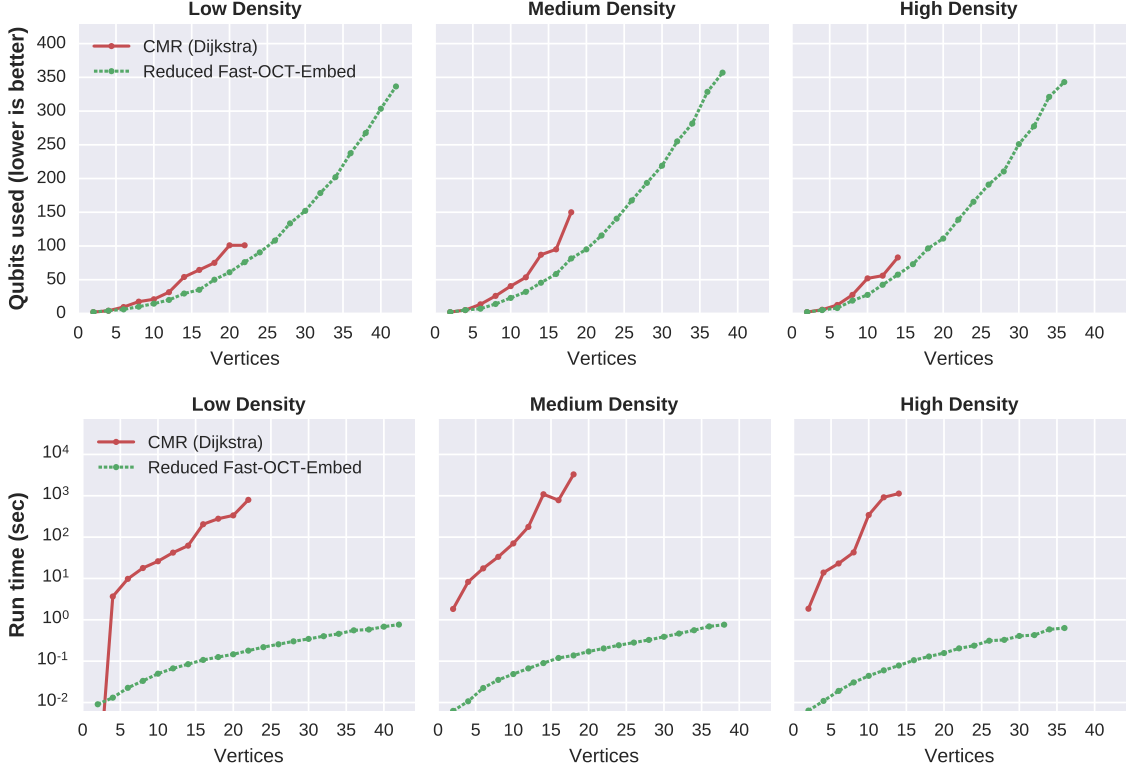 Low Density Medium Density High Density
Qubits used (lower is better)
400
350
300
250
200
150
100
50
0
CMR (Dijkstra)
Reduced Fast-OCT-Embed
0 5 10 15 20 25 30 35 40 0 5 10 15 20 25 30 35 40 0 5 10 15 20 25 30 35 40
Vertices Vertices Vertices
Low Density Medium Density High Density
Run time (sec)
10^4
10^3
10^2
10^1
10^0
10^-1
10^-2
CMR (Dijkstra)
Reduced Fast-OCT-Embed
0 5 10 15 20 25 30 35 40 0 5 10 15 20 25 30 35 40 0 5 10 15 20 25 30 35 40
Vertices Vertices Vertices